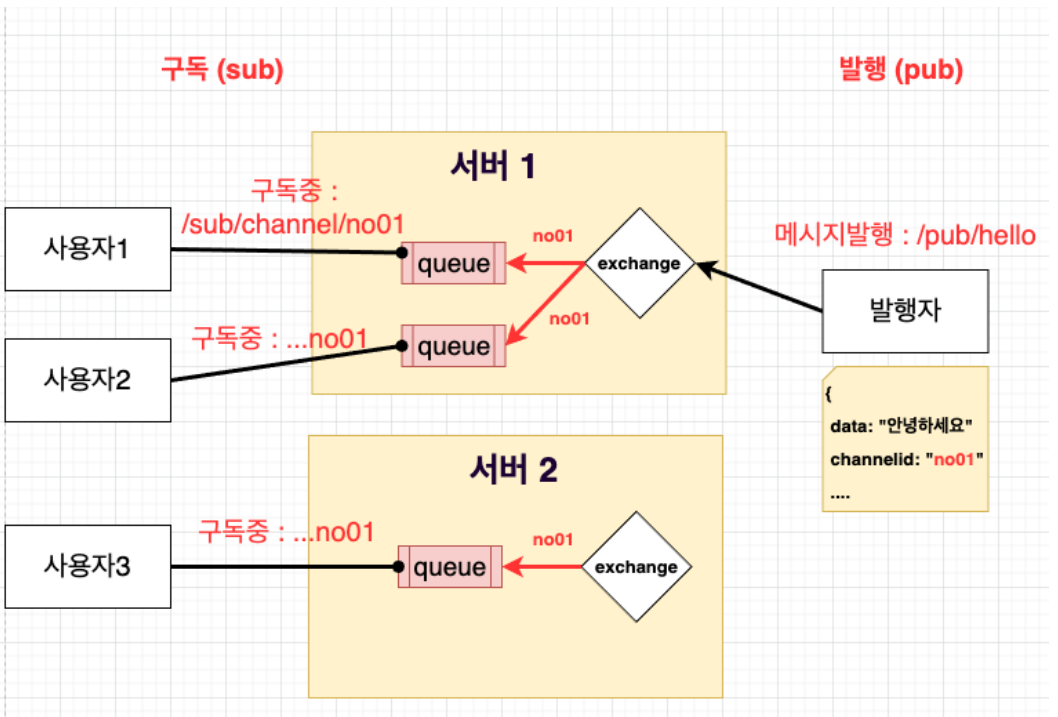 구독 (sub)
발행 (pub)
서버 1
구독중 :
/sub/channel/no01
사용자1
queue
no01
exchange
메시지발행 : /pub/hello
발행자
no01
구독중 : ...no01
queue
사용자2
{
data: "안녕하세요"
channelid: "no01"
....
서버 2
구독중 : ...no01
사용자3
queue
no01
exchange